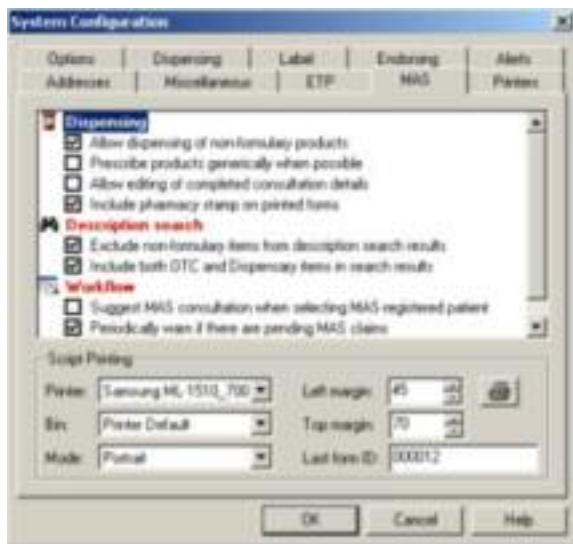 System Configuration
Options Dispensing Label Endorsing Alerts
Addresses Miscellaneous ETP MAS Printers
Dispensing
Allow dispensing of non-formulary products
Prescribe products generically when possible
Allow editing of completed consultation details
Include pharmacy stamp on printed forms
Description search
Exclude non-formulary items from description search results
Include both OTC and Dispensary items in search results
Workflow
Suggest MAS consultation when selecting MAS registered patient
Periodically warn if there are pending MAS claims
Script Printing
Printer: Samsung ML-1510_700 Left margin: 45
Bin: Printer Default Top margin: 70
Mode: Portrait Last form ID: 000012
OK Cancel Help